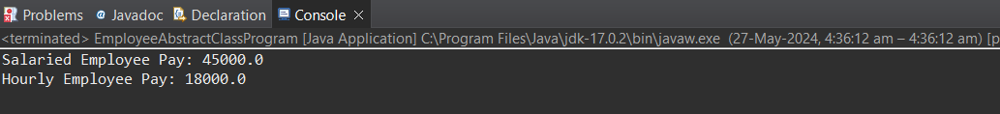 Problems @ Javadoc Declaration Console ×
<terminated> EmployeeAbstractClassProgram [Java Application] C:\Program Files\Java\jdk-17.0.2\bin\javaw.exe (27-May-2024, 4:36:12 am – 4:36:12 am) [p
Salaried Employee Pay: 45000.0
Hourly Employee Pay: 18000.0